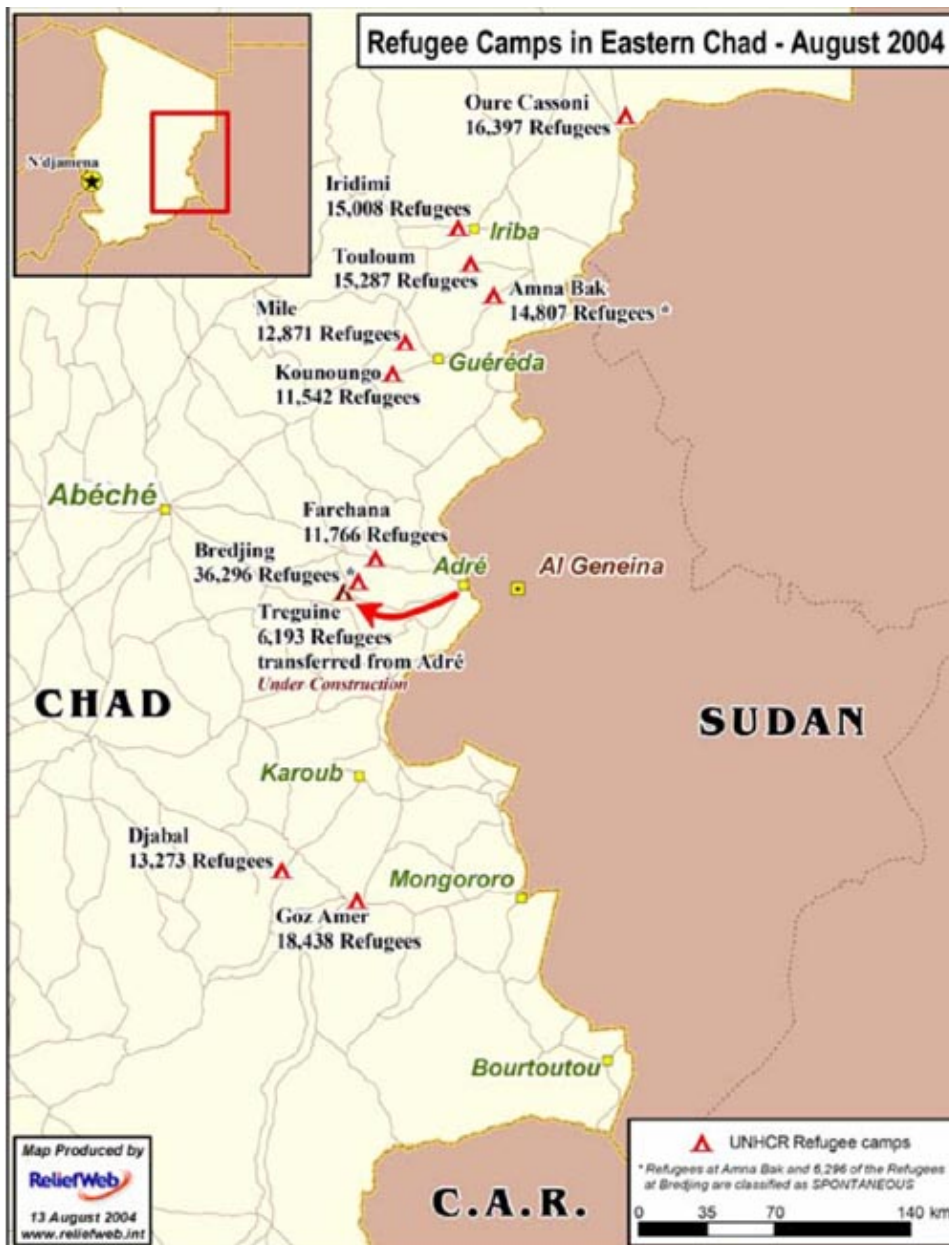 Refugee Camps in Eastern Chad - August 2004
N'djamena
Oure Cassoni
16,397 Refugees
Iridimi
15,008 Refugees
Iriba
Touloum
15,287 Refugees
Amna Bak
14,807 Refugees *
Mile
12,871 Refugees
Guéréda
Kounoungo
11,542 Refugees
Abéché
Farchana
11,766 Refugees
Bredjing
36,296 Refugees *
Adré
Al Geneina
Treguine
6,193 Refugees
transferred from Adré
Under Construction
CHAD
SUDAN
Karoub
Djabal
13,273 Refugees
Mongororo
Goz Amer
18,438 Refugees
Bourtoutou
C.A.R.
Map Produced by
ReliefWeb
13 August 2004
www.reliefweb.int
UNHCR Refugee camps
* Refugees at Amna Bak and 6,296 of the Refugees
at Bredjing are classified as SPONTANEOUS
0 35 70 140 km